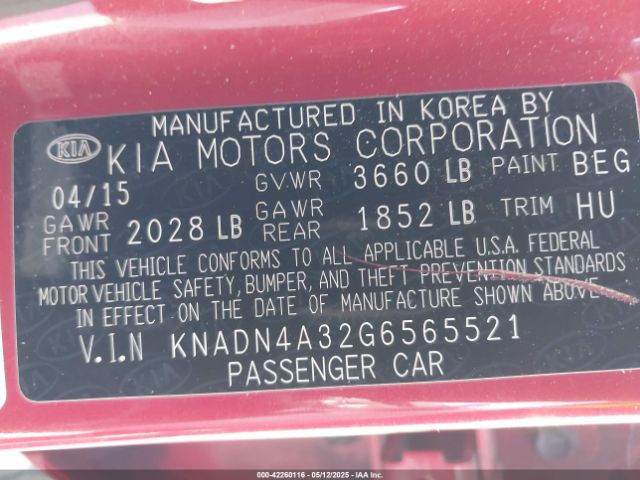 MANUFACTURED IN KOREA BY
KIA KIA MOTORS CORPORATION
04/15 GVWR 3660 LB PAINT BEG
GAWR FRONT 2028 LB GAWR REAR 1852 LB TRIM HU
THIS VEHICLE CONFORMS TO ALL APPLICABLE U.S.A. FEDERAL
MOTOR VEHICLE SAFETY, BUMPER, AND THEFT PREVENTION STANDARDS
IN EFFECT ON THE DATE OF MANUFACTURE SHOWN ABOVE.
V.I.N KNADN4A32G6565521
PASSENGER CAR
000-42260116 - 05/12/2025 - IAAI.COM